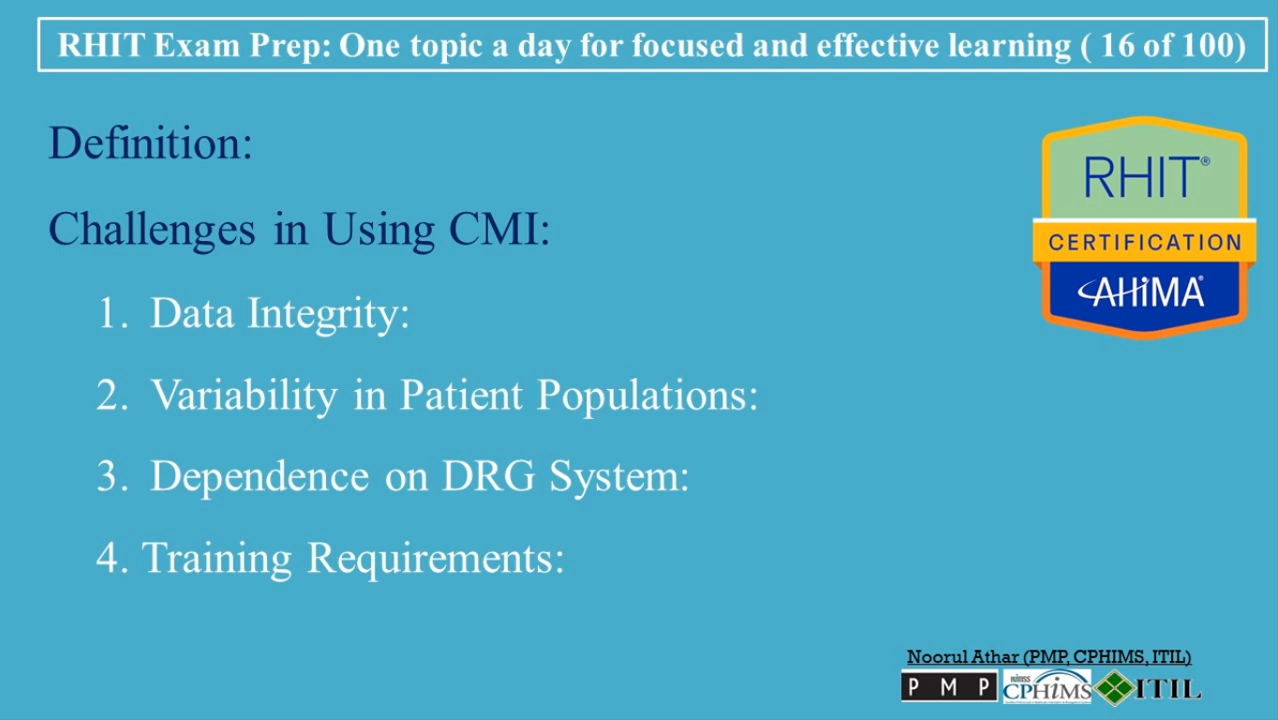 RHIT Exam Prep: One topic a day for focused and effective learning ( 16 of 100)
Definition:
Challenges in Using CMI:
1. Data Integrity:
2. Variability in Patient Populations:
3. Dependence on DRG System:
4. Training Requirements:
RHIT®
CERTIFICATION
AHiMA®
Noorul Athar (PMP, CPHIMS, ITIL)
P M P
himss
CPHiMS
ITIL